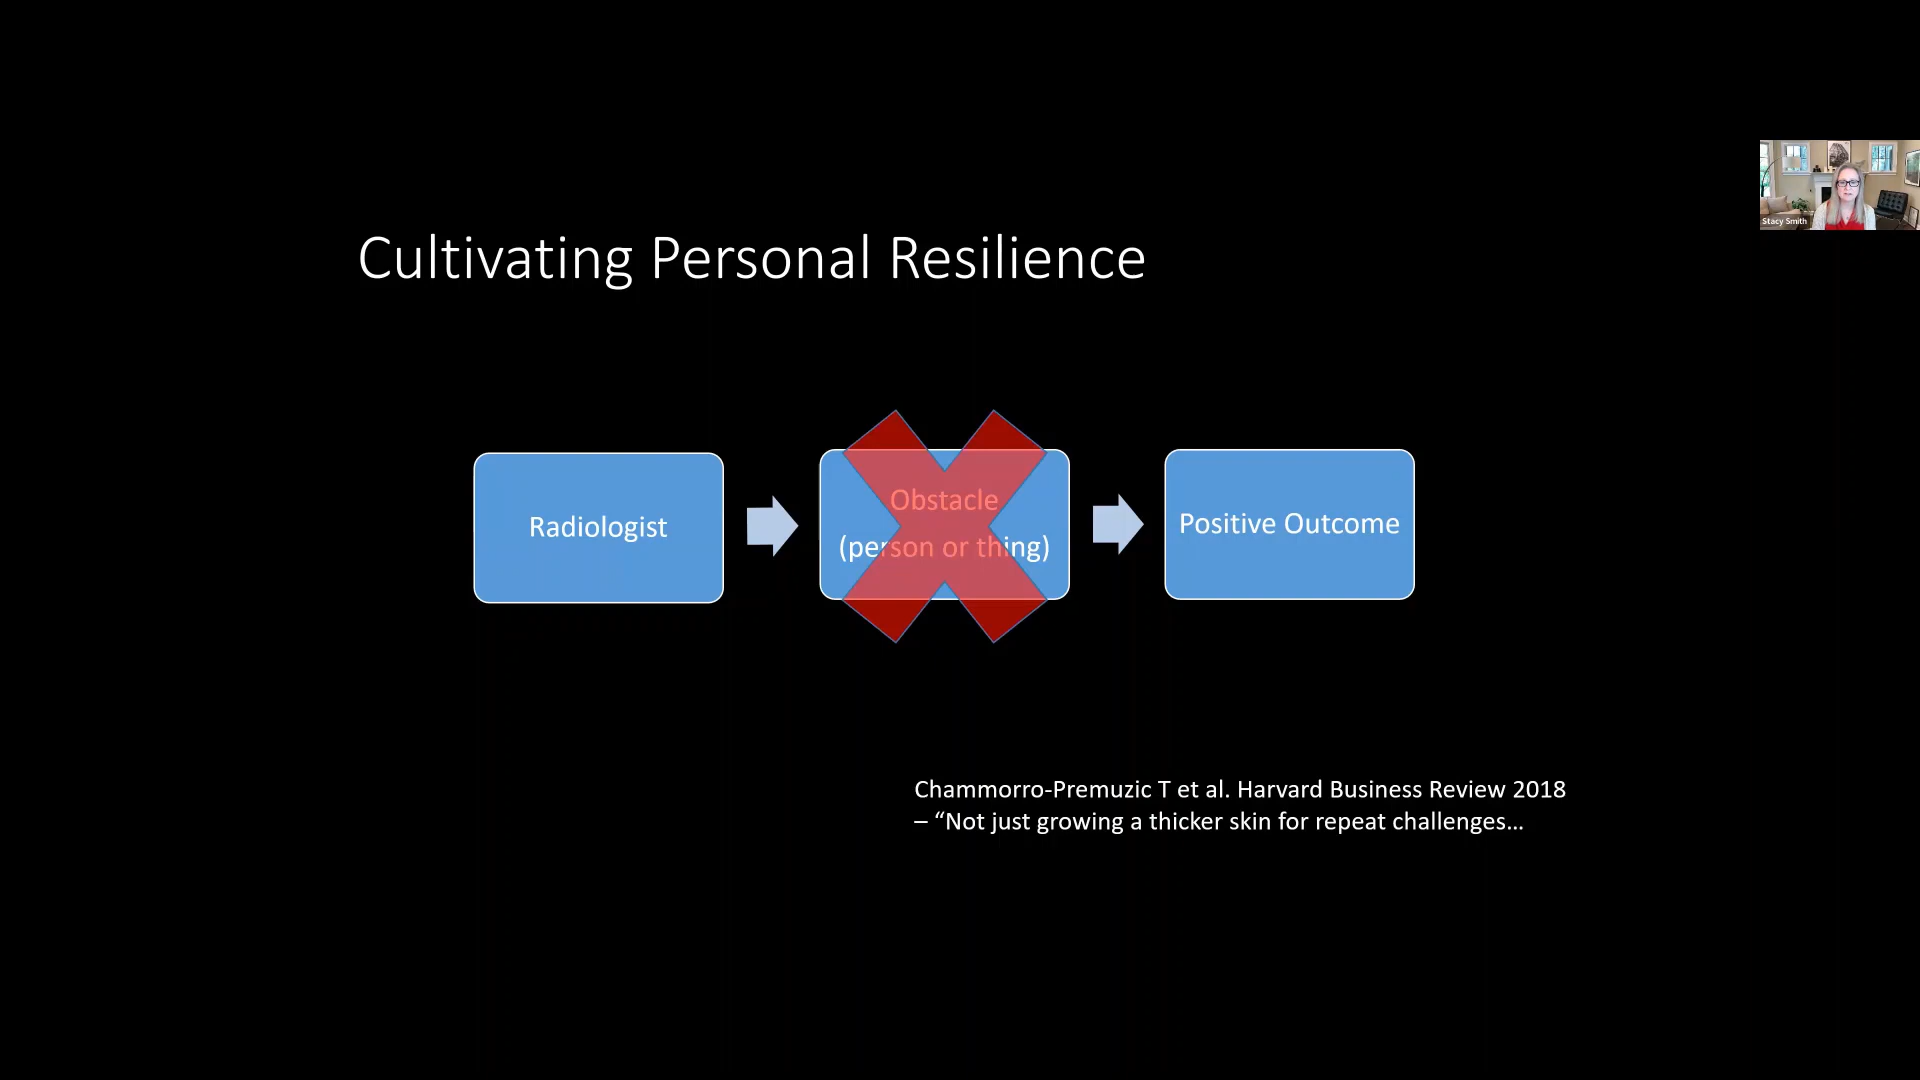 Stacy Smith
Cultivating Personal Resilience
Radiologist
Obstacle
(person or thing)
Positive Outcome
Chammorro-Premuzic T et al. Harvard Business Review 2018
– “Not just growing a thicker skin for repeat challenges…